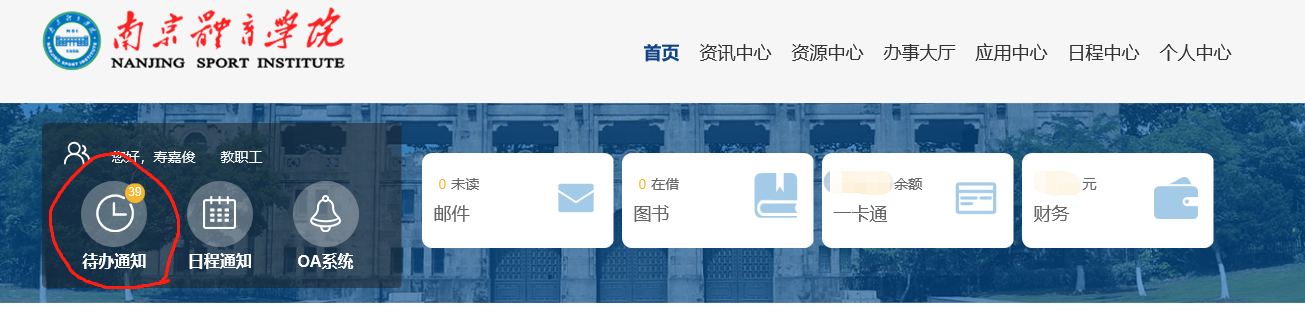 南京體育學院
NANJING SPORT INSTITUTE
首页 资讯中心 资源中心 办事大厅 应用中心 日程中心 个人中心
您好，寿嘉俊 教职工
39
待办通知 日程通知 OA系统
0 未读
邮件
0 在借
图书
余额
一卡通
元
财务